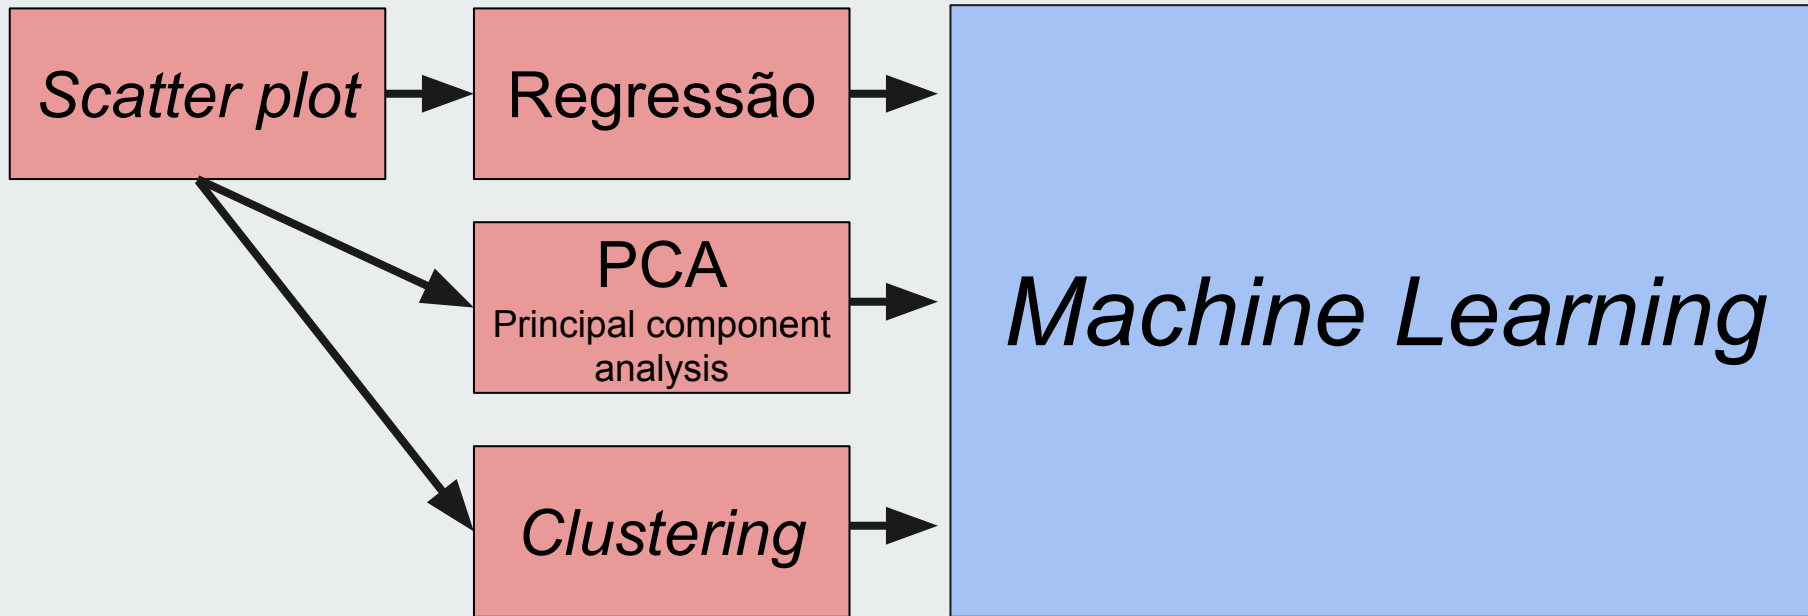 Scatter plot
Regressão
PCA
Principal component
analysis
Clustering
Machine Learning